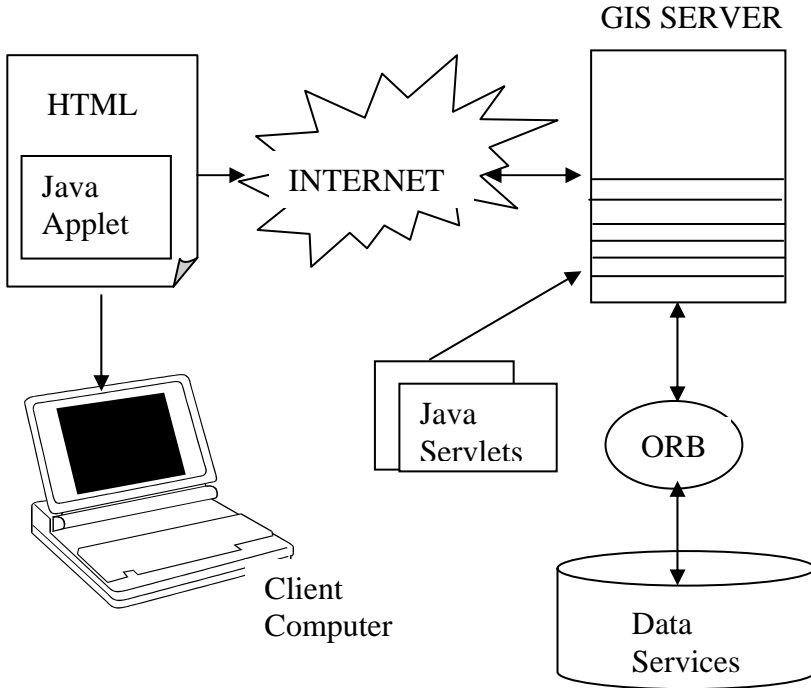 GIS SERVER
HTML
Java
Applet
INTERNET
Java
Servlets
ORB
Client
Computer
Data
Services